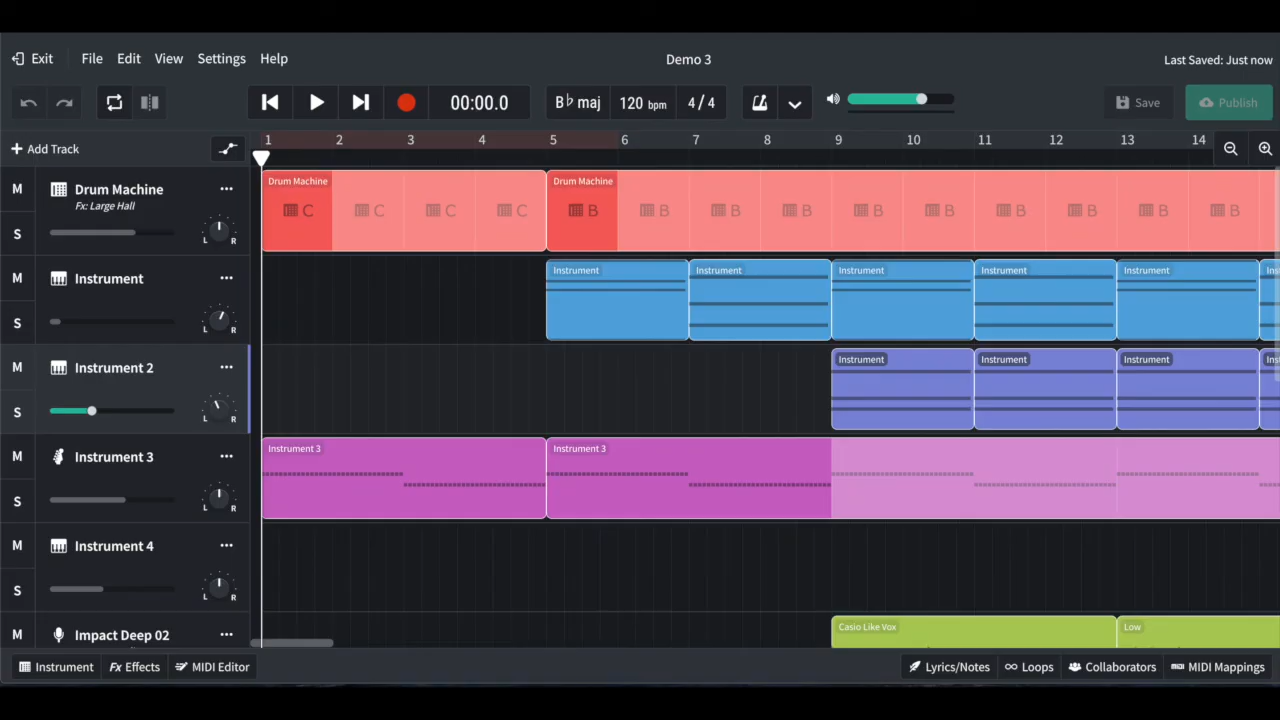 Exit File Edit View Settings Help Demo 3 Last Saved: Just now
00:00.0 B♭ maj 120 bpm 4/4 Save Publish
Add Track 1 2 3 4 5 6 7 8 9 10 11 12 13 14
M Drum Machine Drum Machine Drum Machine
Fx: Large Hall C C C C B B B B B B B B B B
S L R
M Instrument Instrument Instrument Instrument Instrument Instrument Ins
S L R
M Instrument 2 Instrument Instrument Instrument Ins
S L R
M Instrument 3 Instrument 3 Instrument 3
S L R
M Instrument 4
S L R
M Impact Deep 02 Casio Like Vox Low
Instrument Fx Effects MIDI Editor Lyrics/Notes Loops Collaborators MIDI Mappings